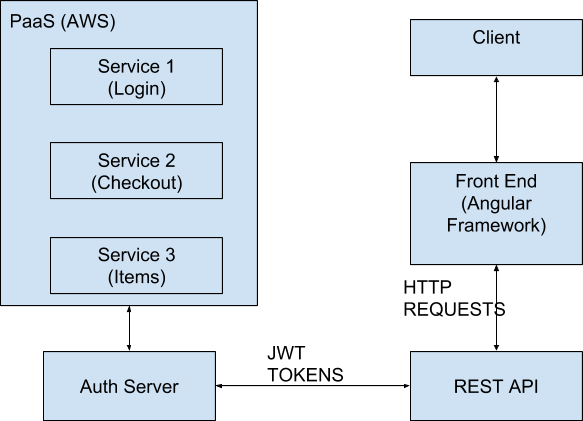 PaaS (AWS)
Service 1
(Login)
Service 2
(Checkout)
Service 3
(Items)
Auth Server
JWT
TOKENS
Client
Front End
(Angular
Framework)
HTTP
REQUESTS
REST API